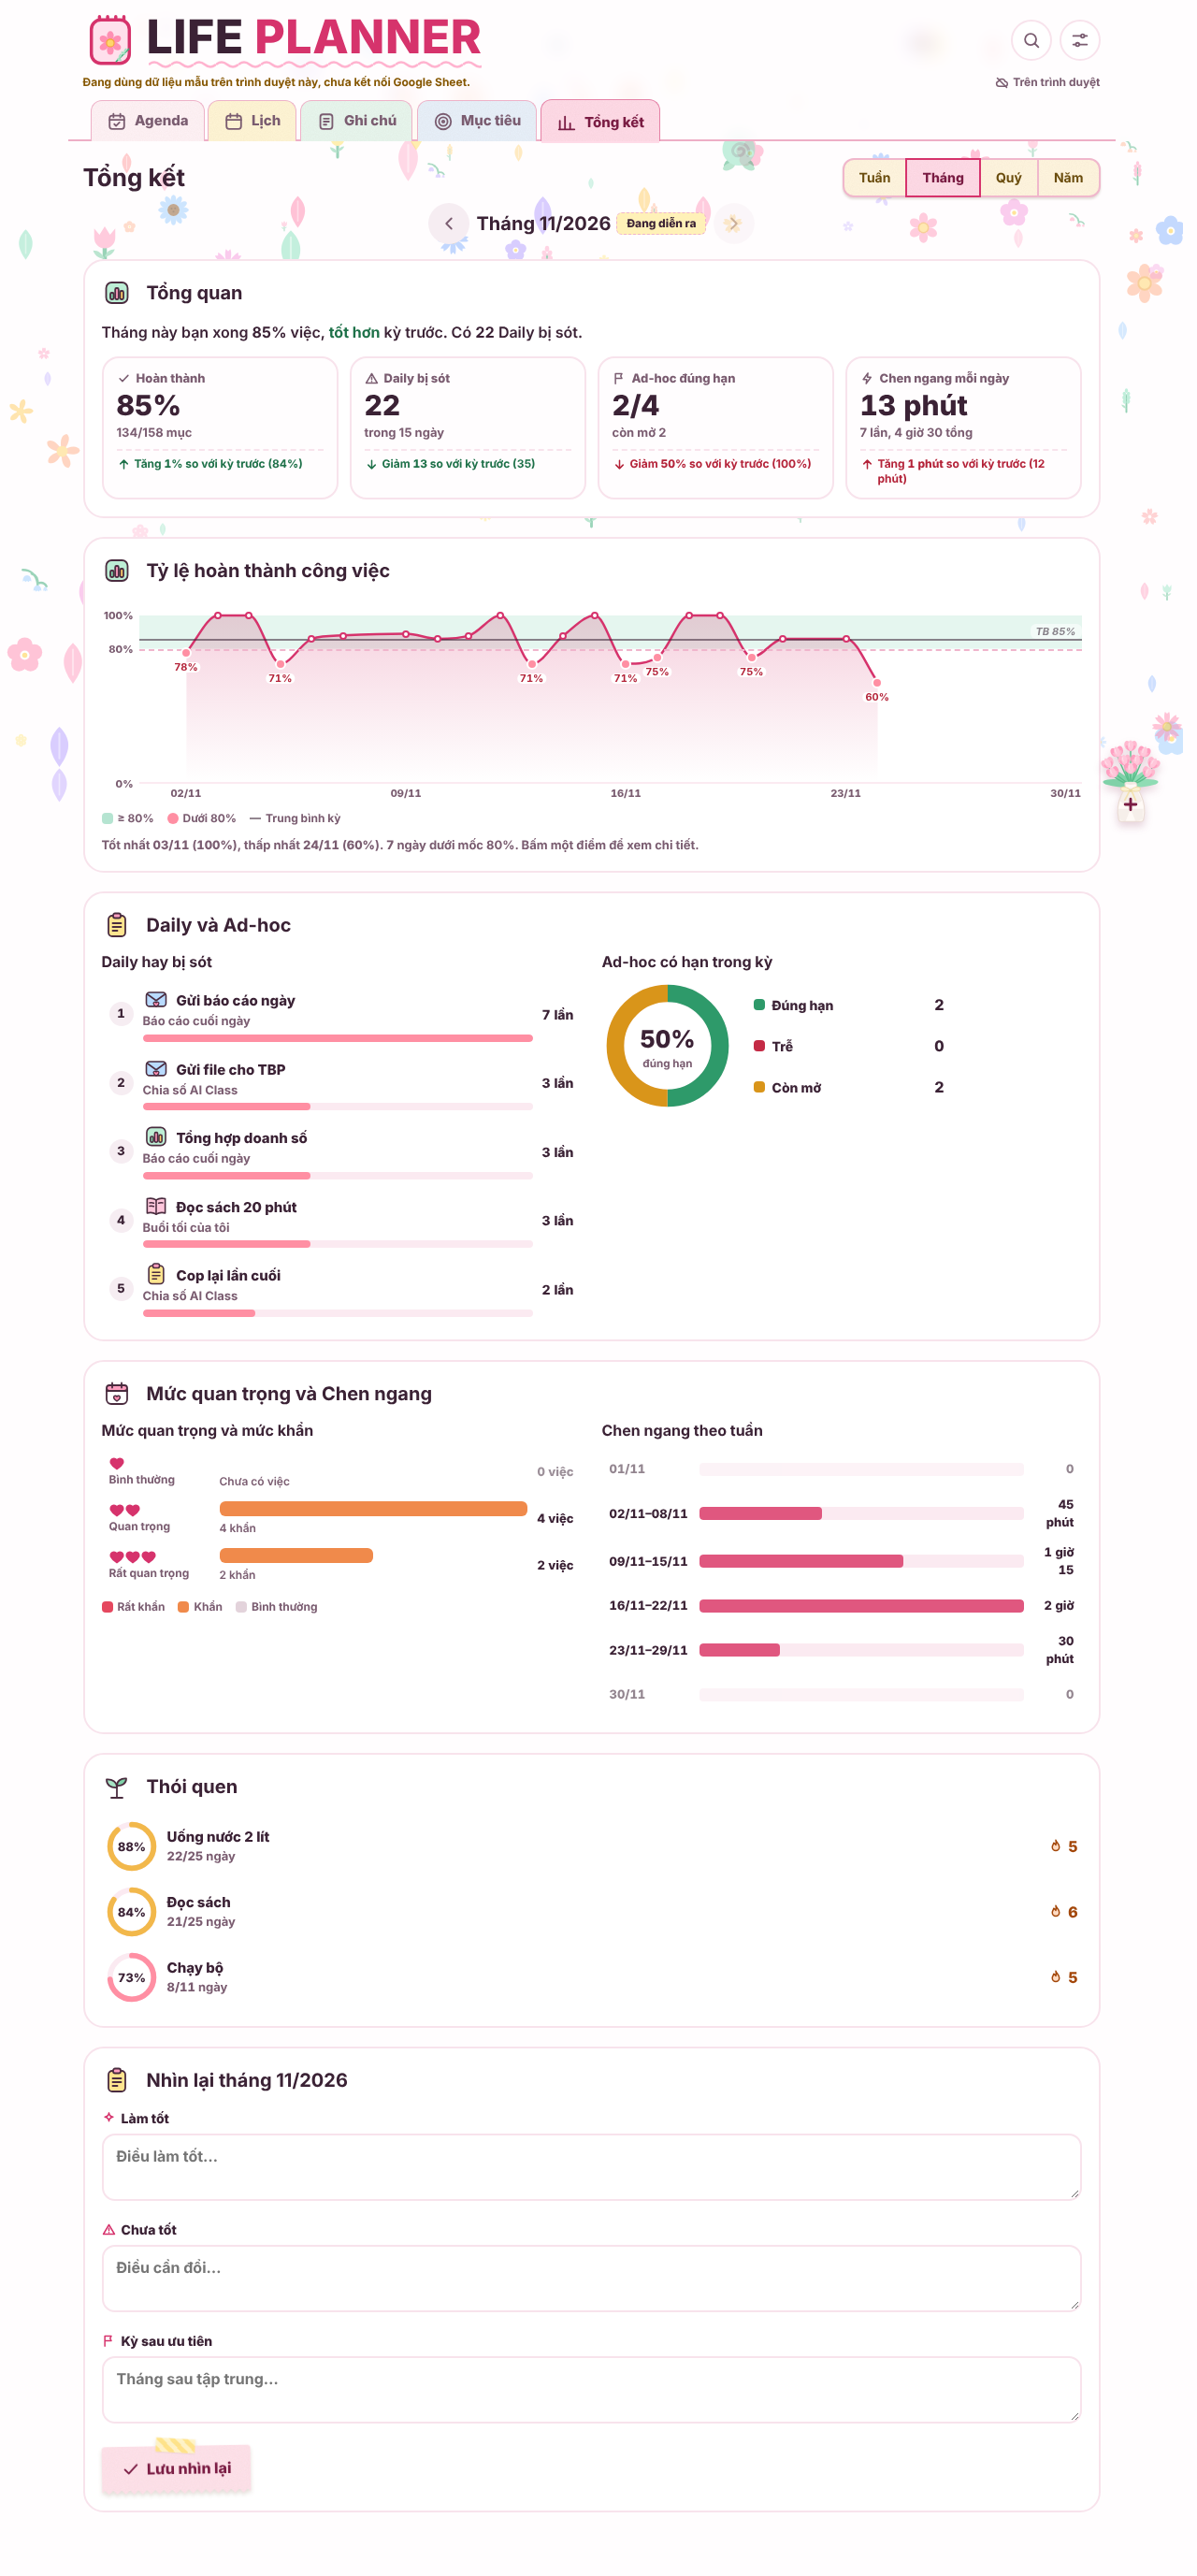 LIFE PLANNER
Đang dùng dữ liệu mẫu trên trình duyệt này, chưa kết nối Google Sheet.
Trên trình duyệt
Agenda
Lịch
Ghi chú
Mục tiêu
Tổng kết
Tổng kết
Tuần
Tháng
Quý
Năm
Tháng 11/2026
Đang diễn ra
Tổng quan
Tháng này bạn xong 85% việc, tốt hơn kỳ trước. Có 22 Daily bị sót.
Hoàn thành
85%
134/158 mục
Tăng 1% so với kỳ trước (84%)
Daily bị sót
22
trong 15 ngày
Giảm 13 so với kỳ trước (35)
Ad-hoc đúng hạn
2/4
còn mở 2
Giảm 50% so với kỳ trước (100%)
Chen ngang mỗi ngày
13 phút
7 lần, 4 giờ 30 tổng
Tăng 1 phút so với kỳ trước (12
phút)
Tỷ lệ hoàn thành công việc
100%
TB 85%
80%
78%
71%
71%
71%
75%
75%
60%
0%
02/11
09/11
16/11
23/11
30/11
≥ 80%
Dưới 80%
Trung bình kỳ
Tốt nhất 03/11 (100%), thấp nhất 24/11 (60%). 7 ngày dưới mốc 80%. Bấm một điểm để xem chi tiết.
Daily và Ad-hoc
Daily hay bị sót
1
Gửi báo cáo ngày
Báo cáo cuối ngày
7 lần
2
Gửi file cho TBP
Chia số AI Class
3 lần
3
Tổng hợp doanh số
Báo cáo cuối ngày
3 lần
4
Đọc sách 20 phút
Buổi tối của tôi
3 lần
5
Cop lại lần cuối
Chia số AI Class
2 lần
Ad-hoc có hạn trong kỳ
50%
đúng hạn
Đúng hạn 2
Trễ 0
Còn mở 2
Mức quan trọng và Chen ngang
Mức quan trọng và mức khẩn
Bình thường
Chưa có việc
0 việc
Quan trọng
4 khẩn
4 việc
Rất quan trọng
2 khẩn
2 việc
Rất khẩn
Khẩn
Bình thường
Chen ngang theo tuần
01/11
0
02/11–08/11
45
phút
09/11–15/11
1 giờ
15
16/11–22/11
2 giờ
23/11–29/11
30
phút
30/11
0
Thói quen
88%
Uống nước 2 lít
22/25 ngày
5
84%
Đọc sách
21/25 ngày
6
73%
Chạy bộ
8/11 ngày
5
Nhìn lại tháng 11/2026
Làm tốt
Điều làm tốt...
Chưa tốt
Điều cần đổi...
Kỳ sau ưu tiên
Tháng sau tập trung...
Lưu nhìn lại